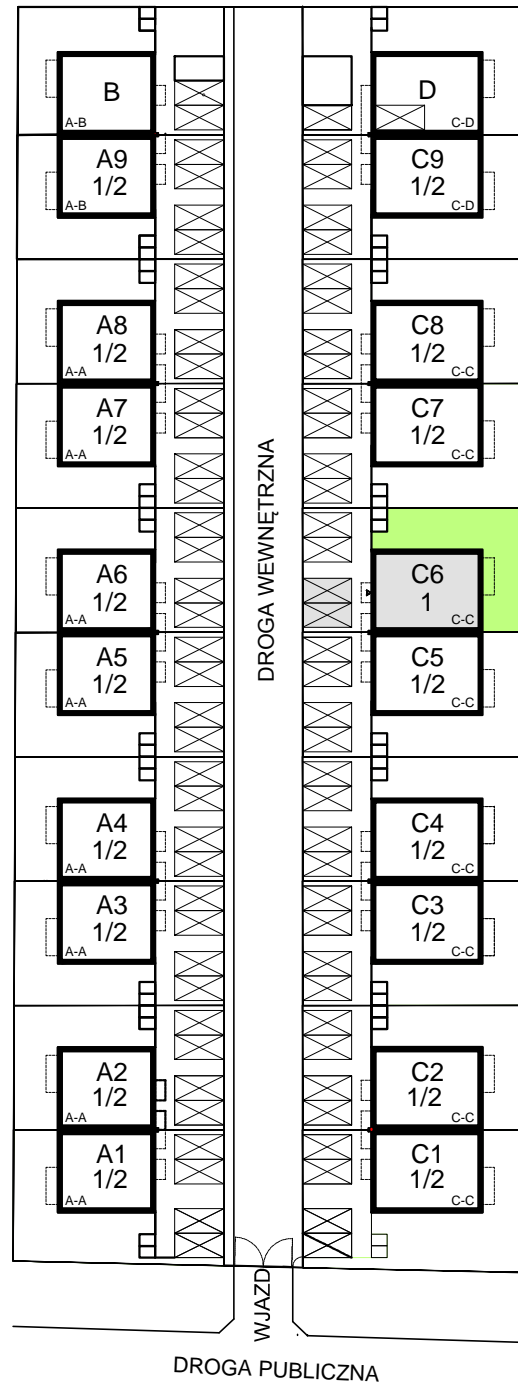 B
A-B
D
C-D
A9
1/2
A-B
C9
1/2
C-D
A8
1/2
A-A
C8
1/2
C-C
A7
1/2
A-A
C7
1/2
C-C
DROGA WEWNĘTRZNA
A6
1/2
A-A
C6
1
C-C
A5
1/2
A-A
C5
1/2
C-C
A4
1/2
A-A
C4
1/2
C-C
A3
1/2
A-A
C3
1/2
C-C
A2
1/2
A-A
C2
1/2
C-C
A1
1/2
A-A
C1
1/2
C-C
WJAZD
DROGA PUBLICZNA